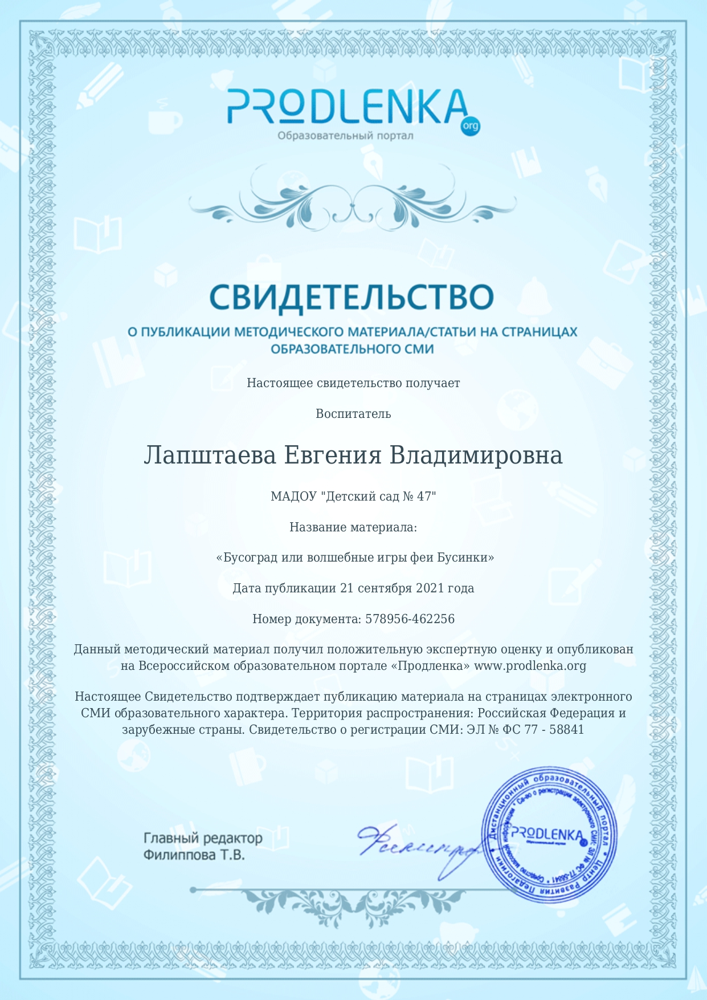 PRODLENKA
org
Образовательный портал
СВИДЕТЕЛЬСТВО
О ПУБЛИКАЦИИ МЕТОДИЧЕСКОГО МАТЕРИАЛА/СТАТЬИ НА СТРАНИЦАХ
ОБРАЗОВАТЕЛЬНОГО СМИ
Настоящее свидетельство получает
Воспитатель
Лапштаева Евгения Владимировна
МАДОУ "Детский сад № 47"
Название материала:
«Бусоград или волшебные игры феи Бусинки»
Дата публикации 21 сентября 2021 года
Номер документа: 578956-462256
Данный методический материал получил положительную экспертную оценку и опубликован
на Всероссийском образовательном портале «Продленка» www.prodlenka.org
Настоящее Свидетельство подтверждает публикацию материала на страницах электронного
СМИ образовательного характера. Территория распространения: Российская Федерация и
зарубежные страны. Свидетельство о регистрации СМИ: ЭЛ № ФС 77 - 58841
Главный редактор
Филиппова Т.В.
Дистанционный образовательный портал * Центр Развития Педагогики *
Св-во о регистрации электронного СМИ: ЭЛ № ФС 77-58841 * Средство массовой информации *
PRODLENKA
Образовательный портал